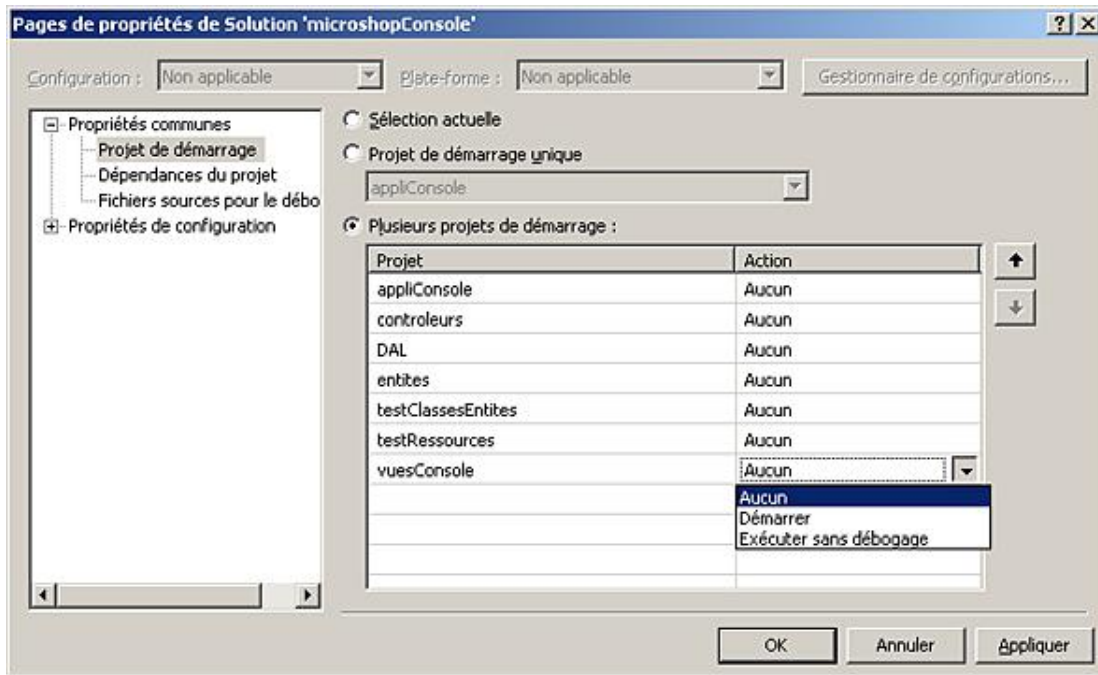 Pages de propriétés de Solution 'microshopConsole'
Configuration : Non applicable Plate-forme : Non applicable Gestionnaire de configurations...
Propriétés communes
Projet de démarrage
Dépendances du projet
Fichiers sources pour le débo
Propriétés de configuration
Sélection actuelle
Projet de démarrage unique
appliConsole
Plusieurs projets de démarrage :
Projet Action
appliConsole Aucun
controleurs Aucun
DAL Aucun
entites Aucun
testClassesEntites Aucun
testRessources Aucun
vuesConsole Aucun
Aucun
Démarrer
Exécuter sans débogage
OK Annuler Appliquer